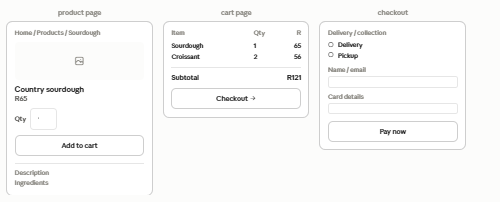 product page
Home / Products / Sourdough
Country sourdough
R65
Qty
Add to cart
Description
Ingredients
cart page
Item Qty R
Sourdough 1 65
Croissant 2 56
Subtotal R121
Checkout →
checkout
Delivery / collection
Delivery
Pickup
Name / email
Card details
Pay now